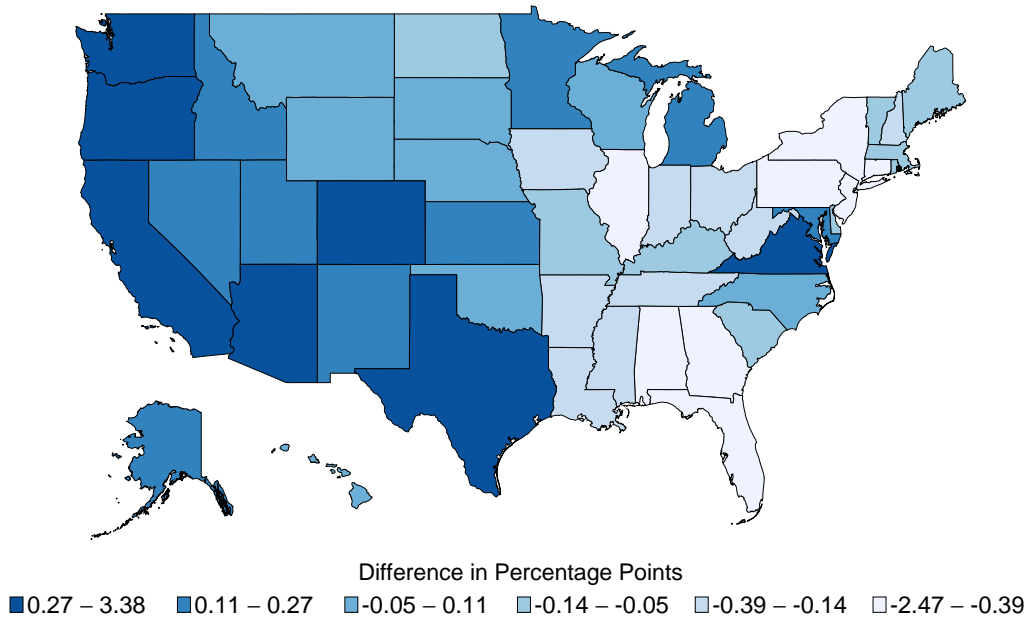 Difference in Percentage Points
0.27 – 3.38 0.11 – 0.27 -0.05 – 0.11 -0.14 – -0.05 -0.39 – -0.14 -2.47 – -0.39